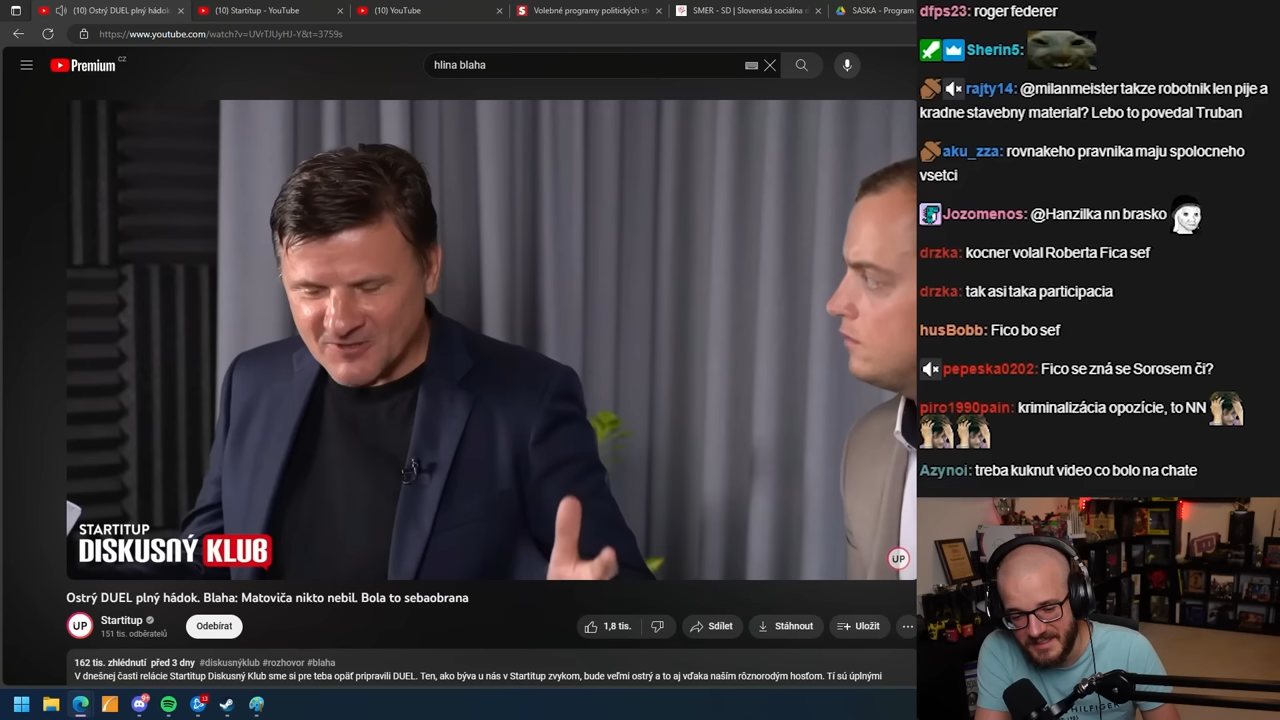 (10) Ostrý DUEL plný hádok
(10) Startitup - YouTube
(10) YouTube
Volebné programy politických st
SMER - SD | Slovenská sociálna d
SASKA - Program
https://www.youtube.com/watch?v=UVrTJUyHJ-Y&t=3759s
Premium CZ
hlina blaha
STARTITUP
DISKUSNÝ KLUB
UP
Ostrý DUEL plný hádok. Blaha: Matoviča nikto nebil. Bola to sebaobrana
UP
Startitup
151 tis. odběratelů
Odebírat
1,8 tis.
Sdílet
Stáhnout
Uložit
162 tis. zhlédnutí před 3 dny #diskusnýklub #rozhovor #blaha
V dnešnej časti relácie Startitup Diskusný Klub sme si pre teba opäť pripravili DUEL. Ten, ako býva u nás v Startitup zvykom, bude veľmi ostrý a to aj vďaka našim rôznorodým hosťom. Tí sú úplnými
dfps23: roger federer
Sherin5:
rajty14: @milanmeister takze robotnik len pije a
kradne stavebny material? Lebo to povedal Truban
aku_zza: rovnakeho pravnika maju spolocneho
vsetci
Jozomenos: @Hanzilka nn brasko
drzka: kocner volal Roberta Fica sef
drzka: tak asi taka participacia
husBobb: Fico bo sef
pepeska0202: Fico se zná se Sorosem či?
piro1990pain: kriminalizácia opozície, to NN
Azynoi: treba kuknut video co bolo na chate
HILFIGER